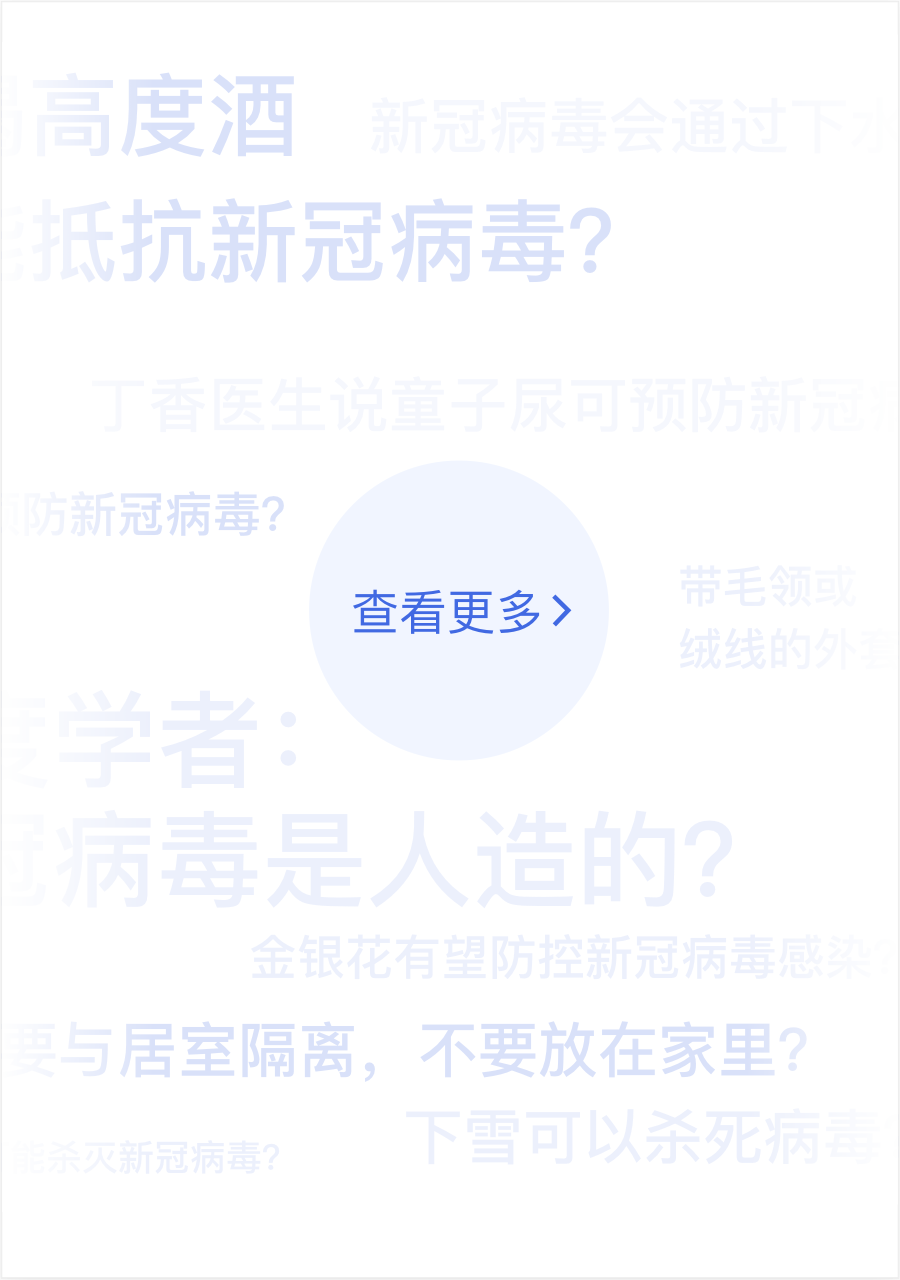 高度酒
新冠病毒会通过下水
抵抗新冠病毒?
丁香医生说童子尿可预防新冠病
预防新冠病毒?
查看更多
带毛领或
绒线的外套
度学者：
冠病毒是人造的?
金银花有望防控新冠病毒感染?
要与居室隔离，不要放在家里?
下雪可以杀死病毒?
能杀灭新冠病毒?